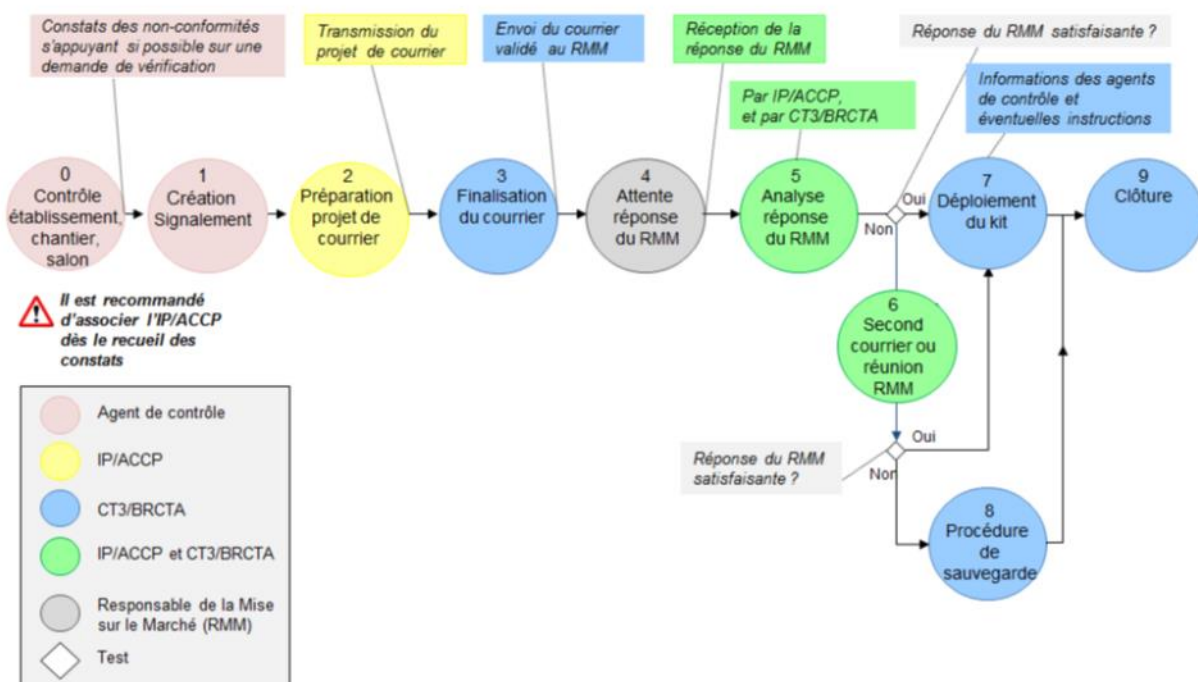 Constats des non-conformités
s'appuyant si possible sur une
demande de vérification
Transmission du
projet de courrier
Envoi du courrier
validé au RMM
Réception de la
réponse du RMM
Réponse du RMM satisfaisante ?
Par IP/ACCP,
et par CT3/BRCTA
Informations des agents
de contrôle et
éventuelles instructions
0
Contrôle
établissement,
chantier,
salon
1
Création
Signalement
2
Préparation
projet de
courrier
3
Finalisation
du courrier
4
Attente
réponse
du RMM
5
Analyse
réponse
du RMM
Oui
Non
7
Déploiement
du kit
9
Clôture
Il est recommandé
d'associer l'IP/ACCP
dès le recueil des
constats
6
Second
courrier ou
réunion
RMM
Réponse du RMM
satisfaisante ?
Oui
Non
8
Procédure
de
sauvegarde
Agent de contrôle
IP/ACCP
CT3/BRCTA
IP/ACCP et CT3/BRCTA
Responsable de la Mise
sur le Marché (RMM)
Test